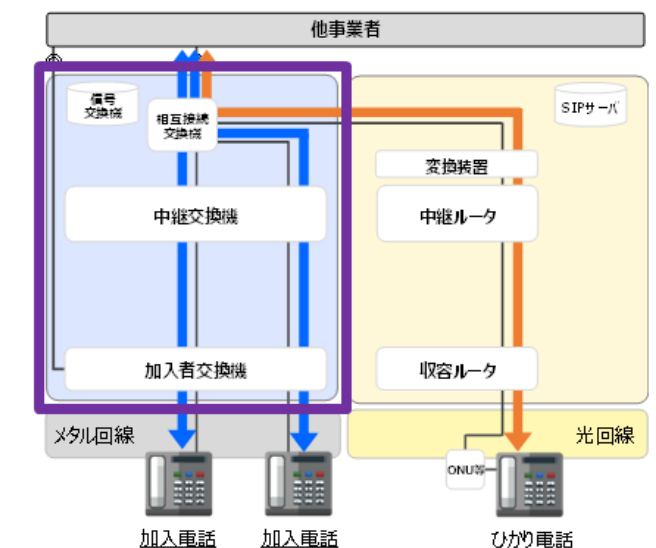 他事業者
信号
交換機
相互接続
交換機
SIPサーバ
変換装置
中継交換機
中継ルータ
加入者交換機
収容ルータ
メタル回線
光回線
ONU等
加入電話
加入電話
ひかり電話